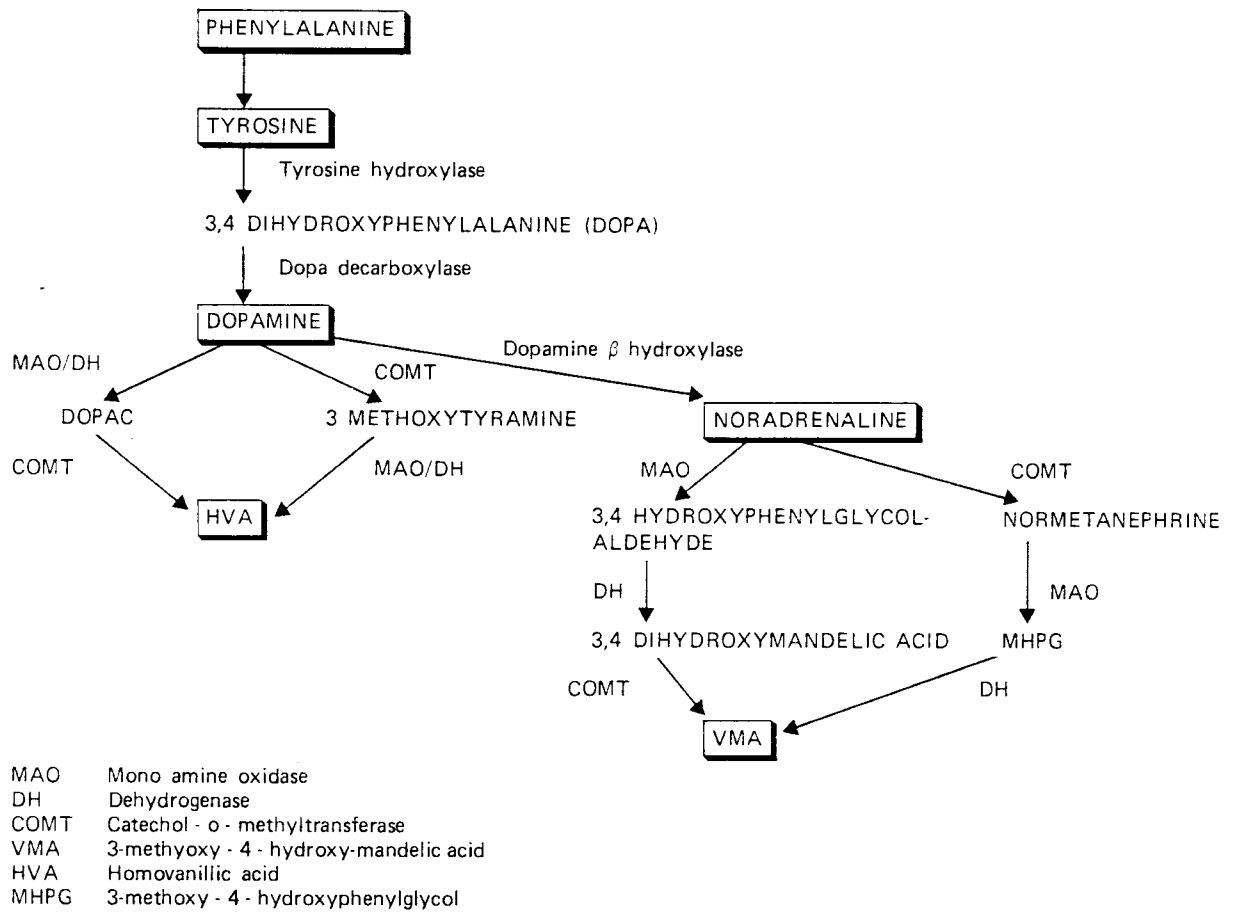 PHENYLALANINE
TYROSINE
Tyrosine hydroxylase
3,4 DIHYDROXYPHENYLALANINE (DOPA)
Dopa decarboxylase
DOPAMINE
Dopamine β hydroxylase
MAO/DH
COMT
DOPAC
3 METHOXYTYRAMINE
NORADRENALINE
COMT
MAO/DH
MAO
COMT
HVA
3,4 HYDROXYPHENYLGLYCOL-
ALDEHYDE
NORMETANEPHRINE
DH
MAO
3,4 DIHYDROXYMANDELIC ACID
MHPG
COMT
DH
VMA
MAO Mono amine oxidase
DH Dehydrogenase
COMT Catechol - o - methyltransferase
VMA 3-methyoxy - 4 - hydroxy-mandelic acid
HVA Homovanillic acid
MHPG 3-methoxy - 4 - hydroxyphenylglycol